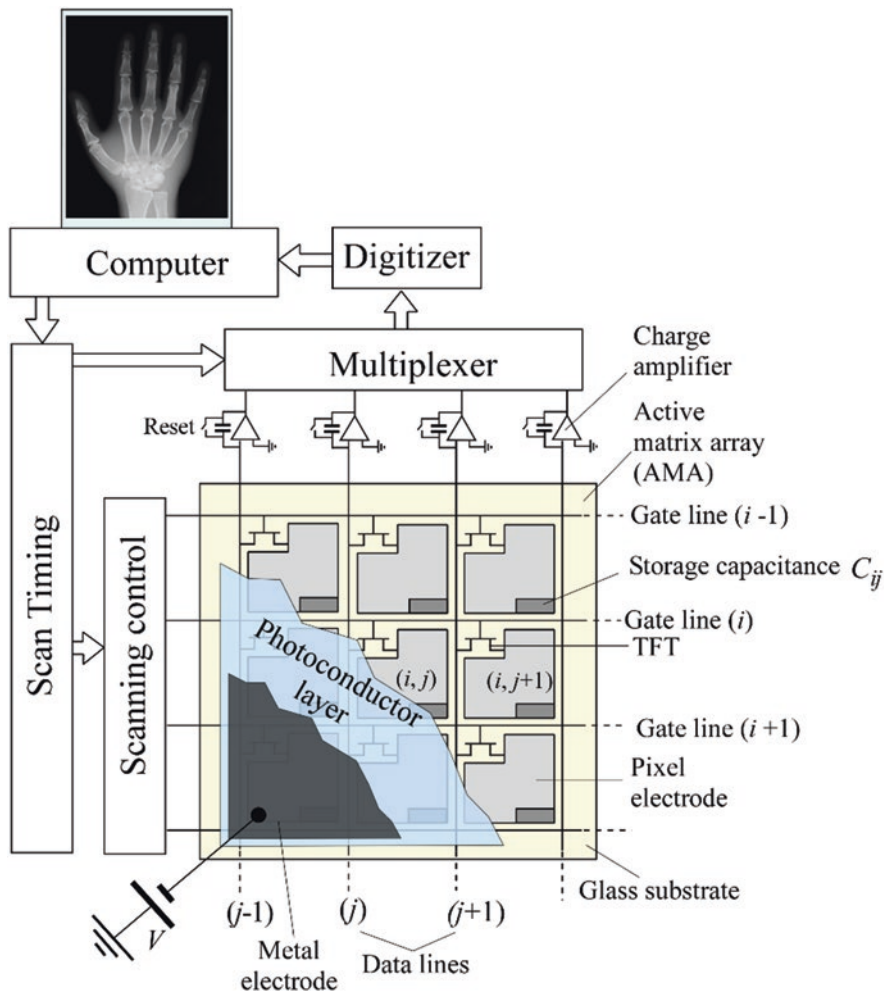 Computer
Digitizer
Multiplexer
Charge
amplifier
Reset
Active
matrix array
(AMA)
Scan Timing
Scanning control
Gate line (i -1)
Storage capacitance C_ij
Gate line (i)
TFT
Photoconductor
layer
(i, j)
(i, j+1)
Gate line (i +1)
Pixel
electrode
Glass substrate
V
(j-1)
(j)
(j+1)
Metal
electrode
Data lines